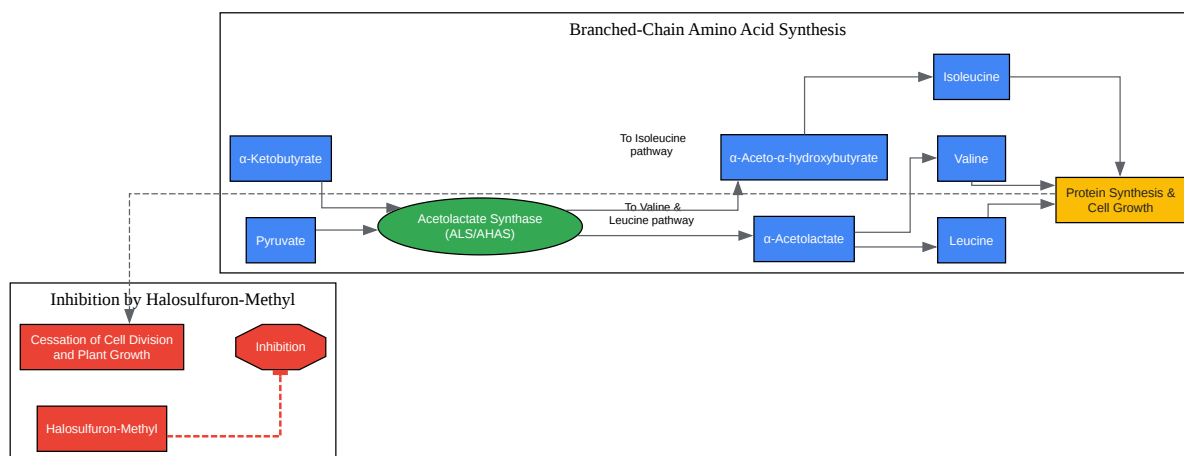 Branched-Chain Amino Acid Synthesis
Isoleucine
α-Ketobutyrate
To Isoleucine
pathway
α-Aceto-α-hydroxybutyrate
Valine
Protein Synthesis &
Cell Growth
Pyruvate
Acetolactate Synthase
(ALS/AHAS)
To Valine &
Leucine pathway
α-Acetolactate
Leucine
Inhibition by Halosulfuron-Methyl
Cessation of Cell Division
and Plant Growth
Inhibition
Halosulfuron-Methyl